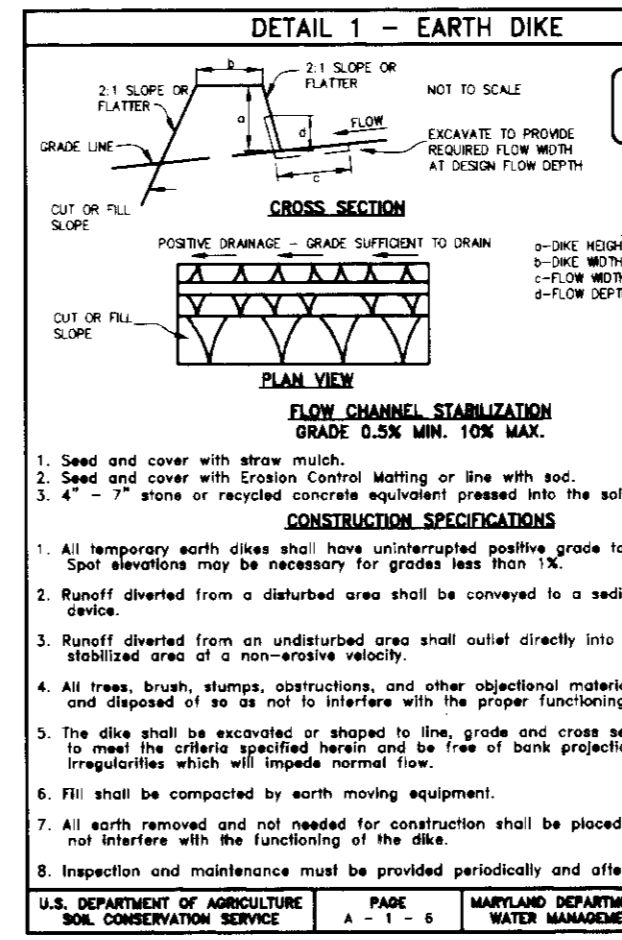 DETAIL 1 - EARTH DIKE
b
2:1 SLOPE OR
FLATTER
2:1 SLOPE OR
FLATTER
NOT TO SCALE
a
d
FLOW
GRADE LINE
EXCAVATE TO PROVIDE
REQUIRED FLOW WIDTH
AT DESIGN FLOW DEPTH
c
CUT OR FILL
SLOPE
CROSS SECTION
POSITIVE DRAINAGE - GRADE SUFFICIENT TO DRAIN
a-DIKE HEIGH
b-DIKE WIDTH
c-FLOW WIDTH
d-FLOW DEPT
CUT OR FILL
SLOPE
PLAN VIEW
FLOW CHANNEL STABILIZATION
GRADE 0.5% MIN. 10% MAX.
1. Seed and cover with straw mulch.
2. Seed and cover with Erosion Control Matting or line with sod.
3. 4" - 7" stone or recycled concrete equivalent pressed into the soi
CONSTRUCTION SPECIFICATIONS
1. All temporary earth dikes shall have uninterrupted positive grade to
Spot elevations may be necessary for grades less than 1%.
2. Runoff diverted from a disturbed area shall be conveyed to a sedi
device.
3. Runoff diverted from an undisturbed area shall outlet directly into
stabilized area at a non-erosive velocity.
4. All trees, brush, stumps, obstructions, and other objectional materi
and disposed of so as not to interfere with the proper functioning
5. The dike shall be excavated or shaped to line, grade and cross se
to meet the criteria specified herein and be free of bank projecti
irregularities which will impede normal flow.
6. Fill shall be compacted by earth moving equipment.
7. All earth removed and not needed for construction shall be placed
not interfere with the functioning of the dike.
8. Inspection and maintenance must be provided periodically and afte
U.S. DEPARTMENT OF AGRICULTURE
SOIL CONSERVATION SERVICE
PAGE
A - 1 - 6
MARYLAND DEPARTM
WATER MANAGEME